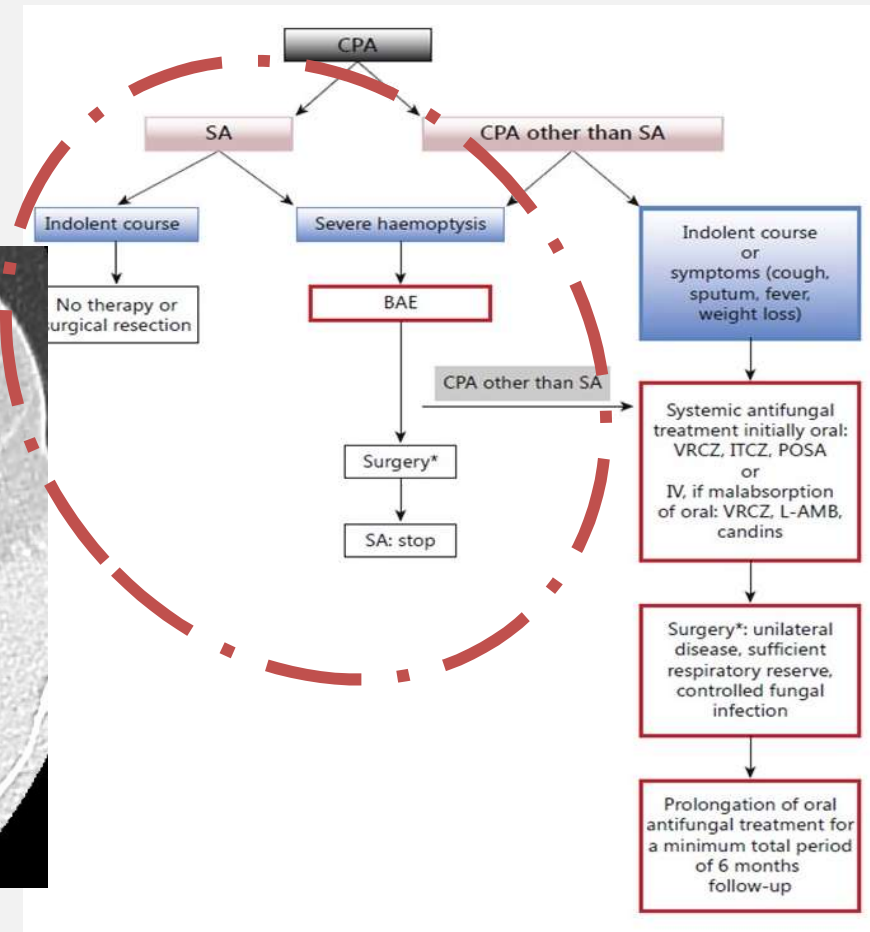 CPA
SA
CPA other than SA
Indolent course
Severe haemoptysis
Indolent course
or
symptoms (cough,
sputum, fever,
weight loss)
No therapy or
surgical resection
BAE
CPA other than SA
Systemic antifungal
treatment initially oral:
VRCZ, ITCZ, POSA
or
IV, if malabsorption
of oral: VRCZ, L-AMB,
candins
Surgery*
SA: stop
Surgery*: unilateral
disease, sufficient
respiratory reserve,
controlled fungal
infection
Prolongation of oral
antifungal treatment for
a minimum total period
of 6 months
follow-up